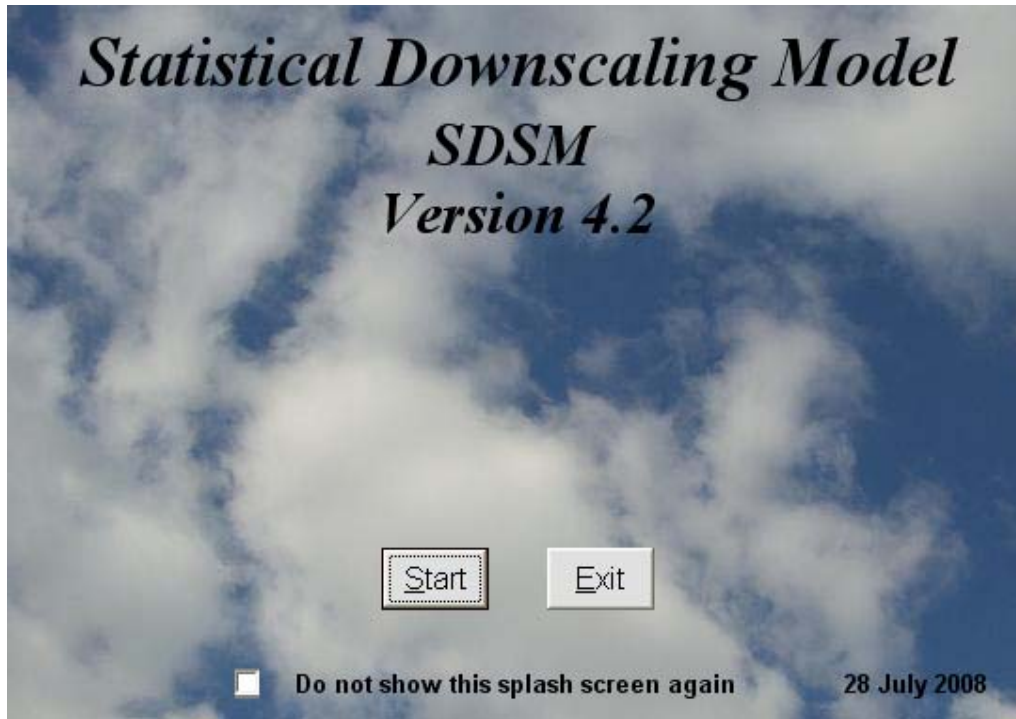 Statistical Downscaling Model
SDSM
Version 4.2
Start Exit
Do not show this splash screen again 28 July 2008